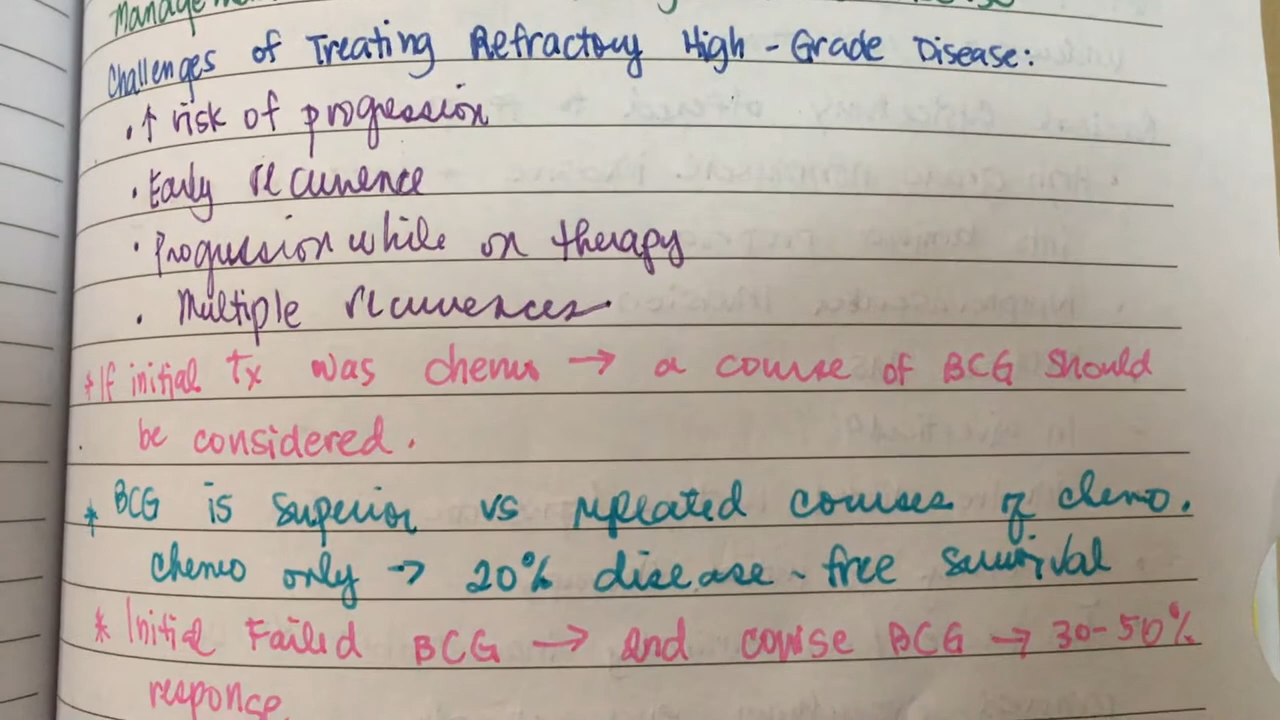 Challenges of Treating Refractory High-Grade Disease:
. ↑ risk of progression
. Early recurrence
. Progression while on therapy
. Multiple recurrences.
* If initial Tx was chemo → a course of BCG should
be considered.
* BCG is superior vs repeated courses of chemo.
chemo only → 20% disease-free survival
* Initial Failed BCG → 2nd course BCG → 30-50%
response